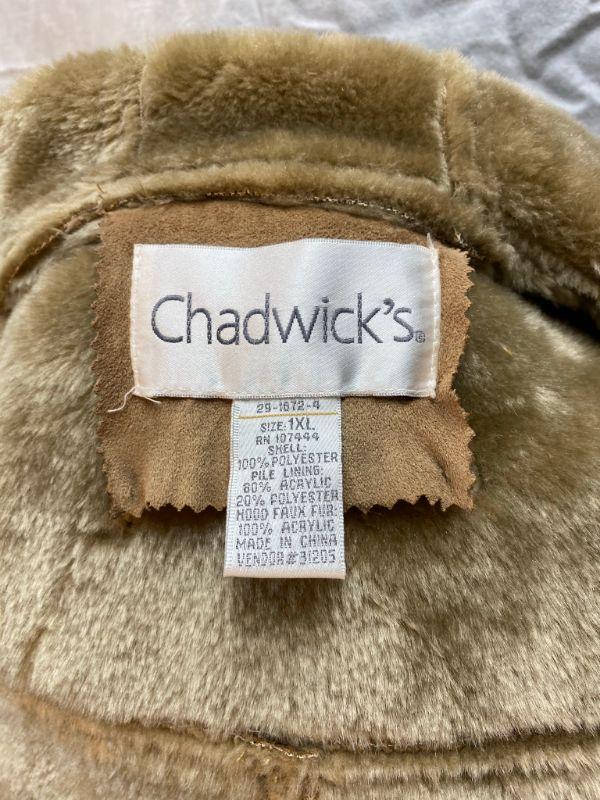 Chadwick's®
29-1672-4
SIZE: 1XL
RN 107444
SHELL:
100% POLYESTER
PILE LINING:
80% ACRYLIC
20% POLYESTER
HOOD FAUX FUR:
100% ACRYLIC
MADE IN CHINA
VENDOR# 31205